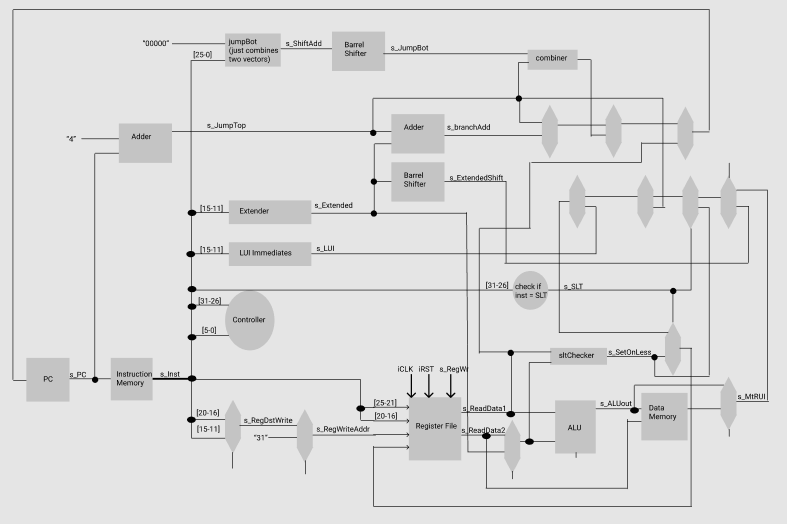 "00000"
jumpBot
(just combines
two vectors)
s_ShiftAdd
Barrel
Shifter
s_JumpBot
combiner
[25-0]
"4"
Adder
s_JumpTop
Adder
s_branchAdd
Barrel
Shifter
s_ExtendedShift
[15-11]
Extender
s_Extended
[15-11]
LUI Immediates
s_LUI
[31-26]
check if
inst = SLT
s_SLT
[31-26]
Controller
[5-0]
PC
s_PC
Instruction
Memory
s_Inst
sltChecker
s_SetOnLess
iCLK
iRST
s_RegWr
[25-21]
[20-16]
[20-16]
[15-11]
s_RegDstWrite
"31"
s_RegWriteAddr
Register File
s_ReadData1
s_ReadData2
ALU
s_ALUout
Data
Memory
s_MtRUI